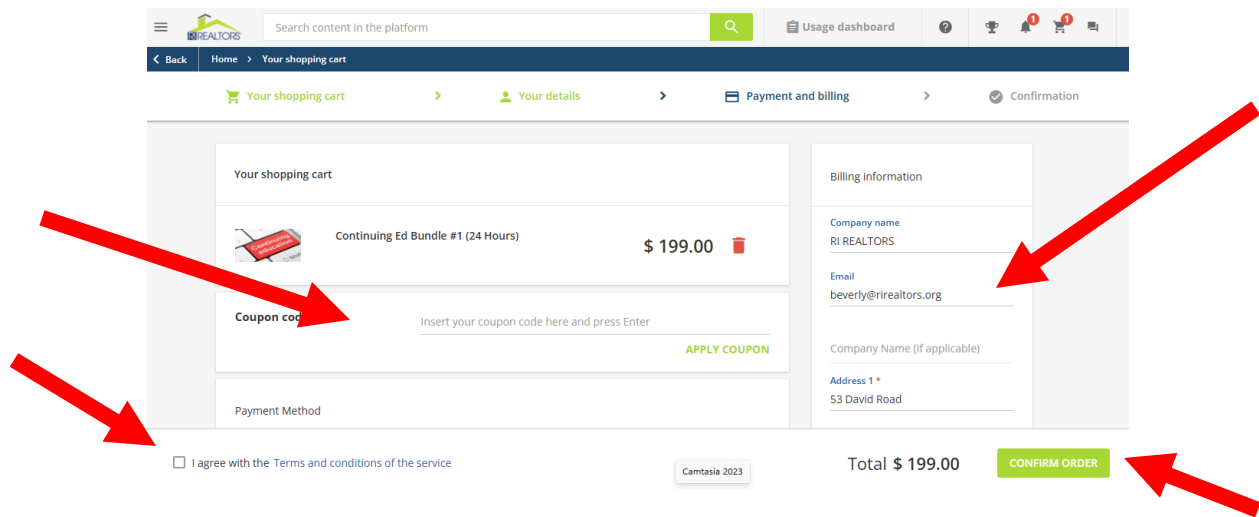 REALTORS
Search content in the platform
Usage dashboard
1
1
Back
Home > Your shopping cart
Your shopping cart > Your details > Payment and billing > Confirmation
Your shopping cart
Continuing education
Continuing Ed Bundle #1 (24 Hours)
$ 199.00
Coupon
Insert your coupon code here and press Enter
APPLY COUPON
Payment Method
Billing information
Company name
RI REALTORS
Email
beverly@rirealtors.org
Company Name (if applicable)
Address 1 *
53 David Road
I agree with the Terms and conditions of the service
Camtasia 2023
Total $ 199.00
CONFIRM ORDER